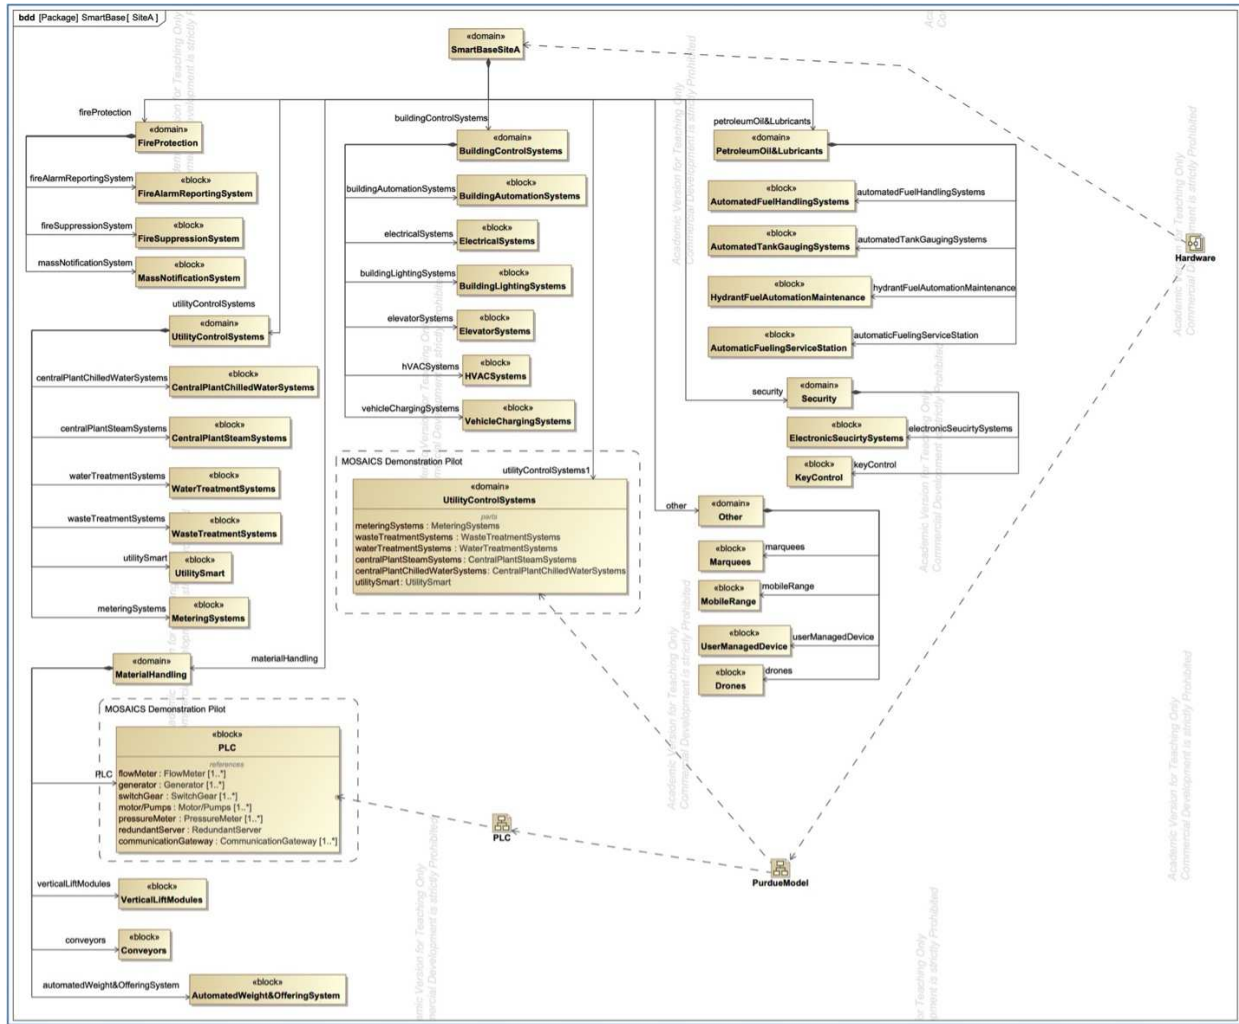 bdd [Package] SmartBase[ SiteA ]
«domain»
SmartBaseSiteA
fireProtection
«domain»
FireProtection
fireAlarmReportingSystem
«block»
FireAlarmReportingSystem
fireSuppressionSystem
«block»
FireSuppressionSystem
massNotificationSystem
«block»
MassNotificationSystem
utilityControlSystems
«domain»
UtilityControlSystems
centralPlantChilledWaterSystems
«block»
CentralPlantChilledWaterSystems
centralPlantSteamSystems
«block»
CentralPlantSteamSystems
waterTreatmentSystems
«block»
WaterTreatmentSystems
wasteTreatmentSystems
«block»
WasteTreatmentSystems
utilitySmart
«block»
UtilitySmart
meteringSystems
«block»
MeteringSystems
materialHandling
«domain»
MaterialHandling
MOSAICS Demonstration Pilot
PLC
«block»
PLC
references
flowMeter : FlowMeter [1..*]
generator : Generator [1..*]
switchGear : SwitchGear [1..*]
motor/Pumps : Motor/Pumps [1..*]
pressureMeter : PressureMeter [1..*]
redundantServer : RedundantServer
communicationGateway : CommunicationGateway [1..*]
verticalLiftModules
«block»
VerticalLiftModules
conveyors
«block»
Conveyors
automatedWeight&OfferingSystem
«block»
AutomatedWeight&OfferingSystem
buildingControlSystems
«domain»
BuildingControlSystems
buildingAutomationSystems
«block»
BuildingAutomationSystems
electricalSystems
«block»
ElectricalSystems
buildingLightingSystems
«block»
BuildingLightingSystems
elevatorSystems
«block»
ElevatorSystems
hVACSystems
«block»
HVACSystems
vehicleChargingSystems
«block»
VehicleChargingSystems
MOSAICS Demonstration Pilot
utilityControlSystems1
«domain»
UtilityControlSystems
parts
meteringSystems : MeteringSystems
wasteTreatmentSystems : WasteTreatmentSystems
waterTreatmentSystems : WaterTreatmentSystems
centralPlantSteamSystems : CentralPlantSteamSystems
centralPlantChilledWaterSystems : CentralPlantChilledWaterSystems
utilitySmart : UtilitySmart
petroleumOil&Lubricants
«domain»
PetroleumOil&Lubricants
«block»
AutomatedFuelHandlingSystems
automatedFuelHandlingSystems
«block»
AutomatedTankGaugingSystems
automatedTankGaugingSystems
«block»
HydrantFuelAutomationMaintenance
hydrantFuelAutomationMaintenance
«block»
AutomaticFuelingServiceStation
automaticFuelingServiceStation
security
«domain»
Security
«block»
ElectronicSeucirtySystems
electronicSeucirtySystems
«block»
KeyControl
keyControl
other
«domain»
Other
«block»
Marquees
marquees
«block»
MobileRange
mobileRange
«block»
UserManagedDevice
userManagedDevice
«block»
Drones
drones
Hardware
PLC
PurdueModel
Academic Version for Teaching Only
Commercial Development is strictly Prohibited